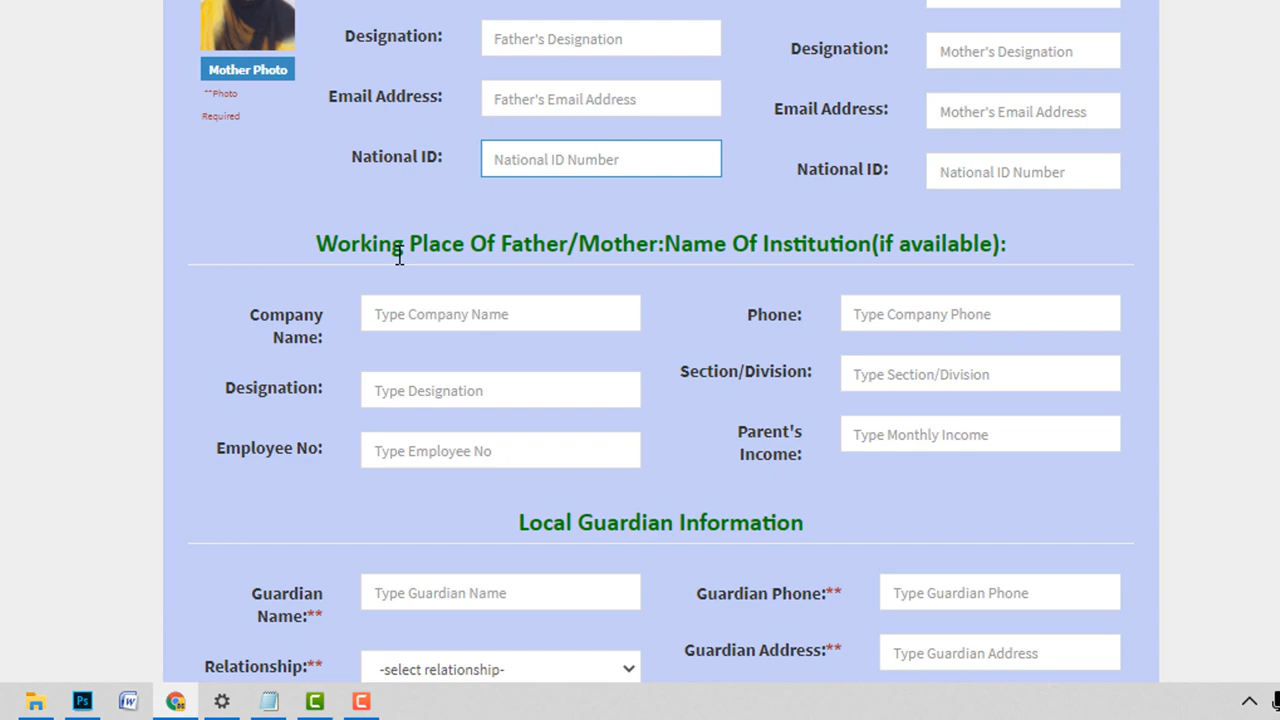 Designation:
Father's Designation
Designation:
Mother's Designation
Mother Photo
**Photo
Required
Email Address:
Father's Email Address
Email Address:
Mother's Email Address
National ID:
National ID Number
National ID:
National ID Number
Working Place Of Father/Mother:Name Of Institution(if available):
Company
Name:
Type Company Name
Phone:
Type Company Phone
Designation:
Type Designation
Section/Division:
Type Section/Division
Employee No:
Type Employee No
Parent's
Income:
Type Monthly Income
Local Guardian Information
Guardian
Name:**
Type Guardian Name
Guardian Phone:**
Type Guardian Phone
Relationship:**
-select relationship-
Guardian Address:**
Type Guardian Address
Ps
W
C
C